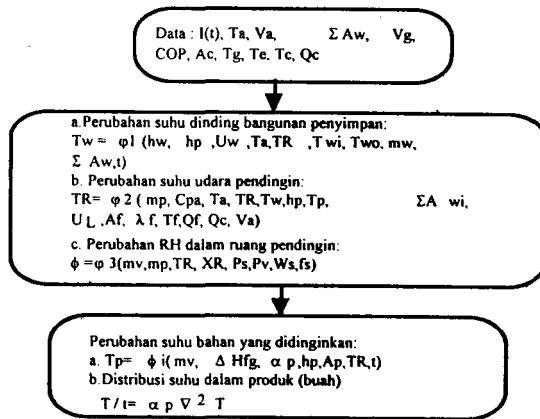 Data : I(t), Ta, Va, Σ Aw, Vg,
COP, Ac, Tg, Te. Tc, Qc
a.Perubahan suhu dinding bangunan penyimpan:
Tw = φ1 (hw, hp ,Uw ,Ta,TR ,Twi, Two, mw,
Σ Aw,t)
b. Perubahan suhu udara pendingin:
TR= φ 2 ( mp, Cpa, Ta, TR,Tw,hp,Tp, ΣA wi,
U L ,Af, λ f, Tf,Qf, Qc, Va)
c. Perubahan RH dalam ruang pendingin:
ϕ =φ 3(mv,mp,TR, XR, Ps,Pv,Ws,fs)
Perubahan suhu bahan yang didinginkan:
a. Tp= ϕ i( mv, Δ Hfg, α p,hp,Ap,TR,t)
b.Distribusi suhu dalam produk (buah)
T / t= α p ∇ ² T